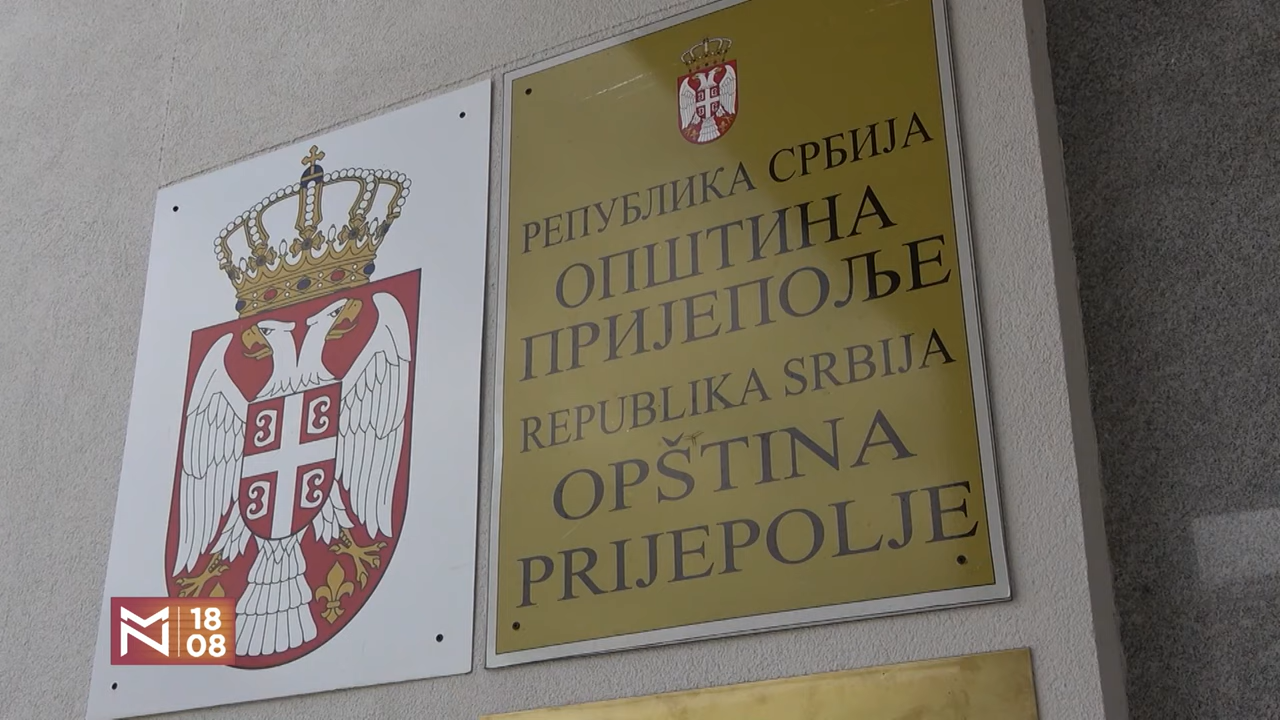 РЕПУБЛИКА СРБИЈА
ОПШТИНА
ПРИЈЕПОЉЕ
REPUBLIKA SRBIJA
OPŠTINA
PRIJEPOLJE
18
08